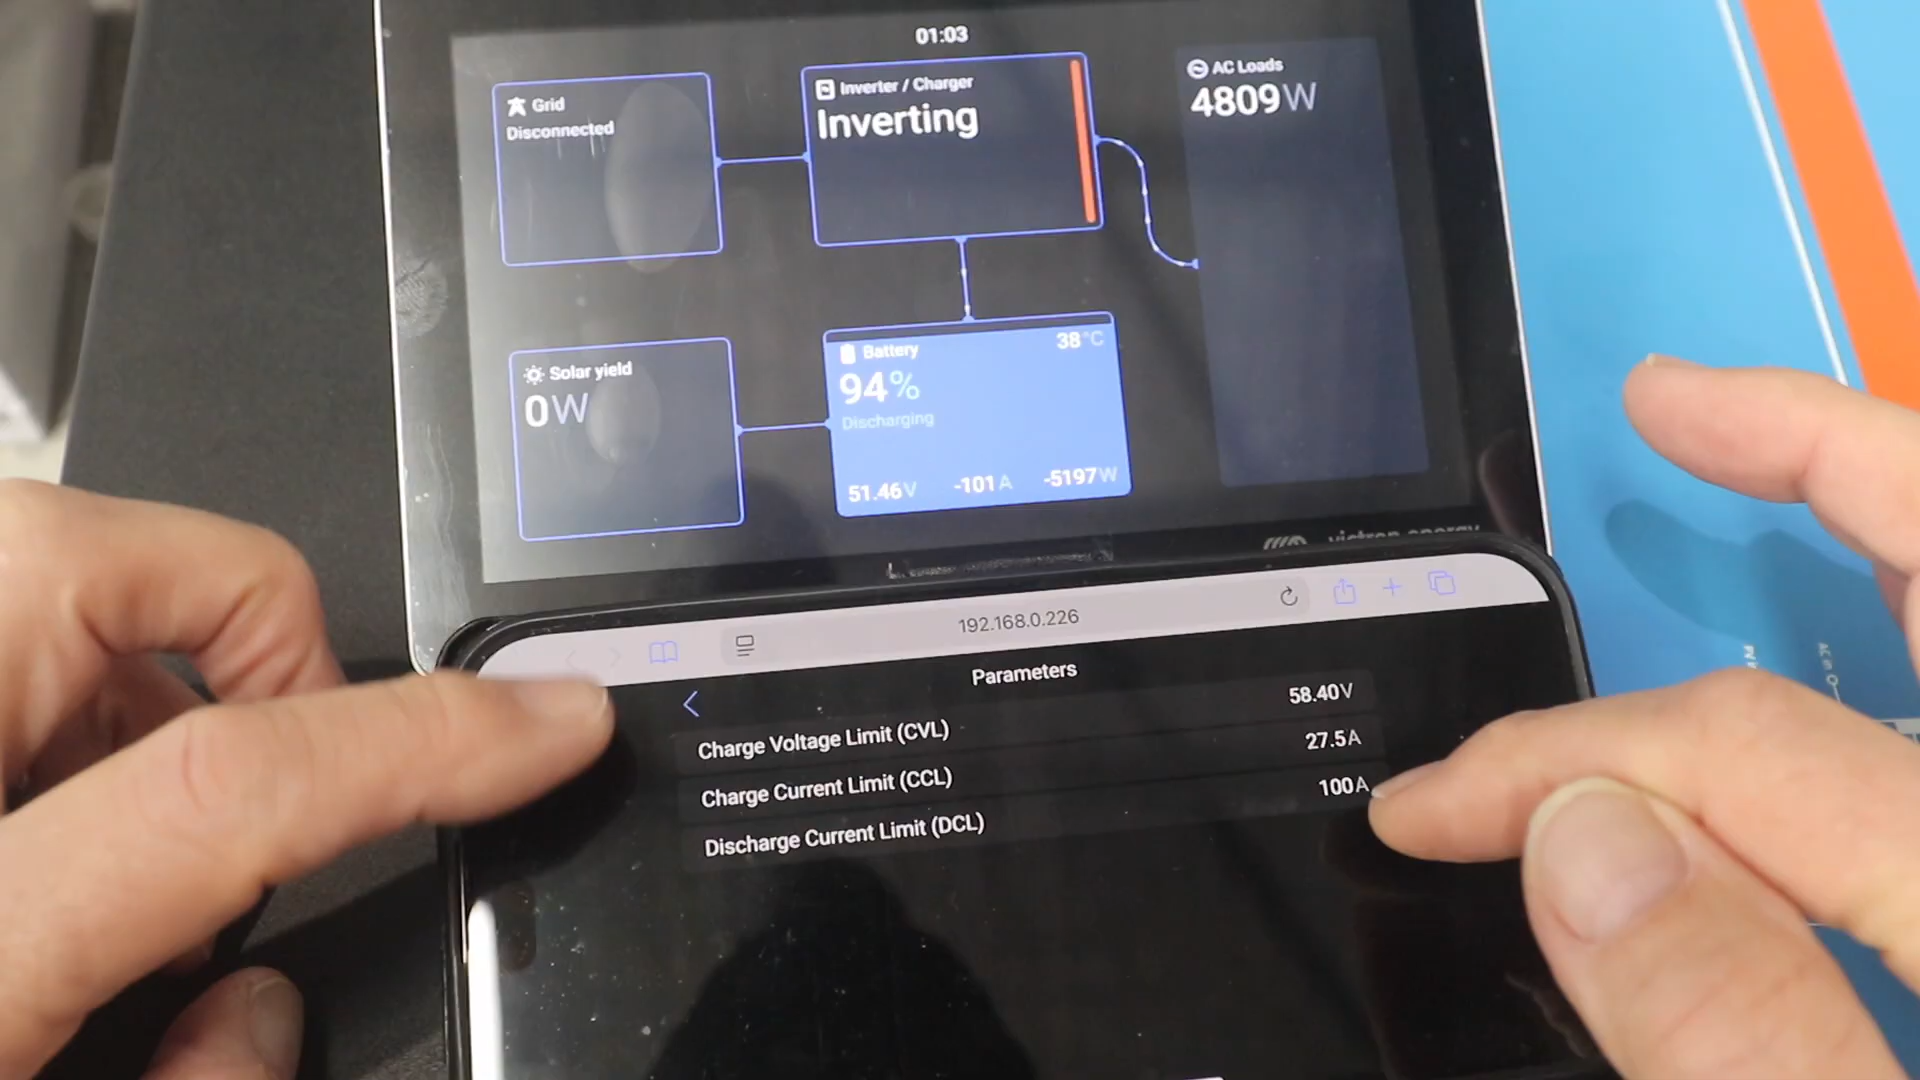 01:03
Grid
Disconnected
Inverter / Charger
Inverting
AC Loads
4809W
Solar yield
0W
Battery
38°C
94%
Discharging
51.46V -101A -5197W
victron energy
192.168.0.226
Parameters
Charge Voltage Limit (CVL) 58.40V
Charge Current Limit (CCL) 27.5A
Discharge Current Limit (DCL) 100A